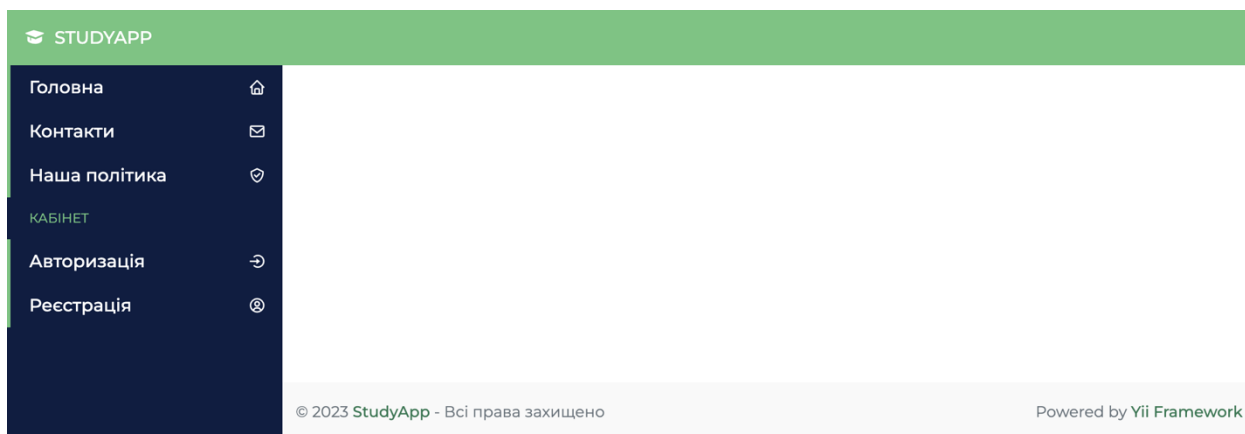 STUDYAPP
Головна
Контакти
Наша політика
КАБІНЕТ
Авторизація
Реєстрація
© 2023 StudyApp - Всі права захищено
Powered by Yii Framework